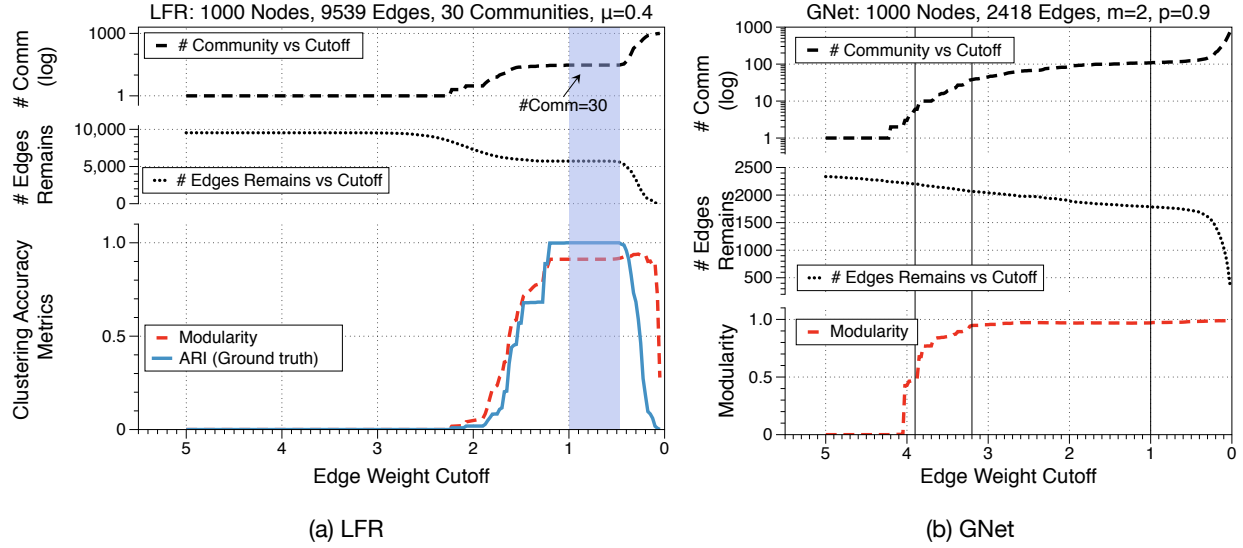 LFR: 1000 Nodes, 9539 Edges, 30 Communities, μ=0.4
# Comm
(log)
1000
1
# Community vs Cutoff
#Comm=30
# Edges
Remains
10,000
5,000
0
# Edges Remains vs Cutoff
Clustering Accuracy
Metrics
1.0
0.5
0
Modularity
ARI (Ground truth)
5 4 3 2 1 0
Edge Weight Cutoff
(a) LFR
GNet: 1000 Nodes, 2418 Edges, m=2, p=0.9
# Comm
(log)
1000
100
10
1
# Community vs Cutoff
# Edges
Remains
2500
2000
1500
1000
500
# Edges Remains vs Cutoff
Modularity
1.0
0.5
0
Modularity
5 4 3 2 1 0
Edge Weight Cutoff
(b) GNet